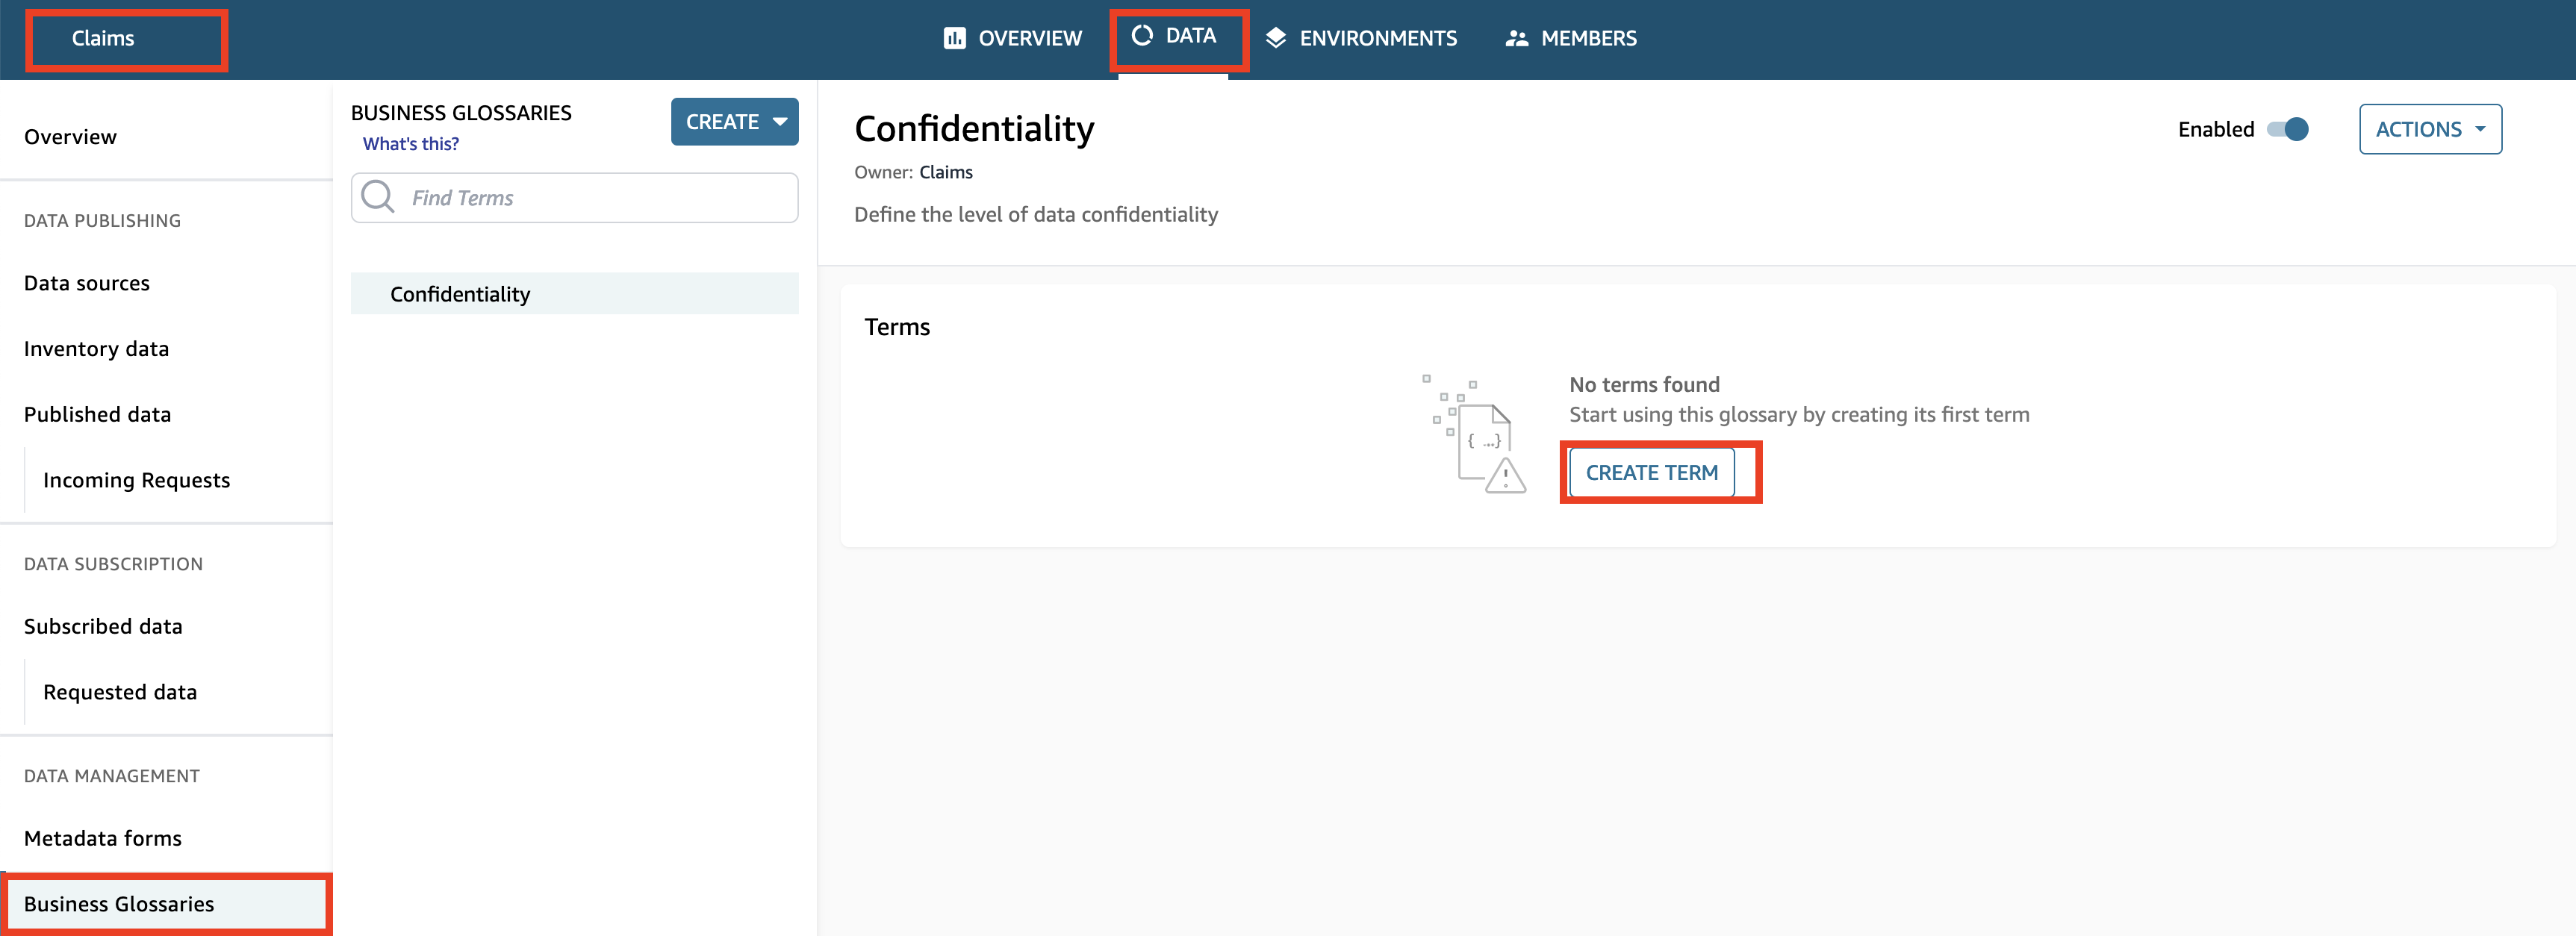 Claims
OVERVIEW
DATA
ENVIRONMENTS
MEMBERS
Overview
DATA PUBLISHING
Data sources
Inventory data
Published data
Incoming Requests
DATA SUBSCRIPTION
Subscribed data
Requested data
DATA MANAGEMENT
Metadata forms
Business Glossaries
BUSINESS GLOSSARIES
What's this?
CREATE
Find Terms
Confidentiality
Confidentiality
Owner: Claims
Define the level of data confidentiality
Enabled
ACTIONS
Terms
{ ...}
No terms found
Start using this glossary by creating its first term
CREATE TERM